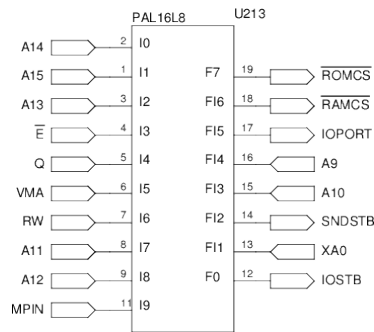 PAL16L8 U213
A14 2 I0
A15 1 I1 F7 19 ROMCS
A13 3 I2 FI6 18 RAMCS
E 4 I3 FI5 17 IOPORT
Q 5 I4 FI4 16 A9
VMA 6 I5 FI3 15 A10
RW 7 I6 FI2 14 SNDSTB
A11 8 I7 FI1 13 XA0
A12 9 I8 F0 12 IOSTB
MPIN 11 I9